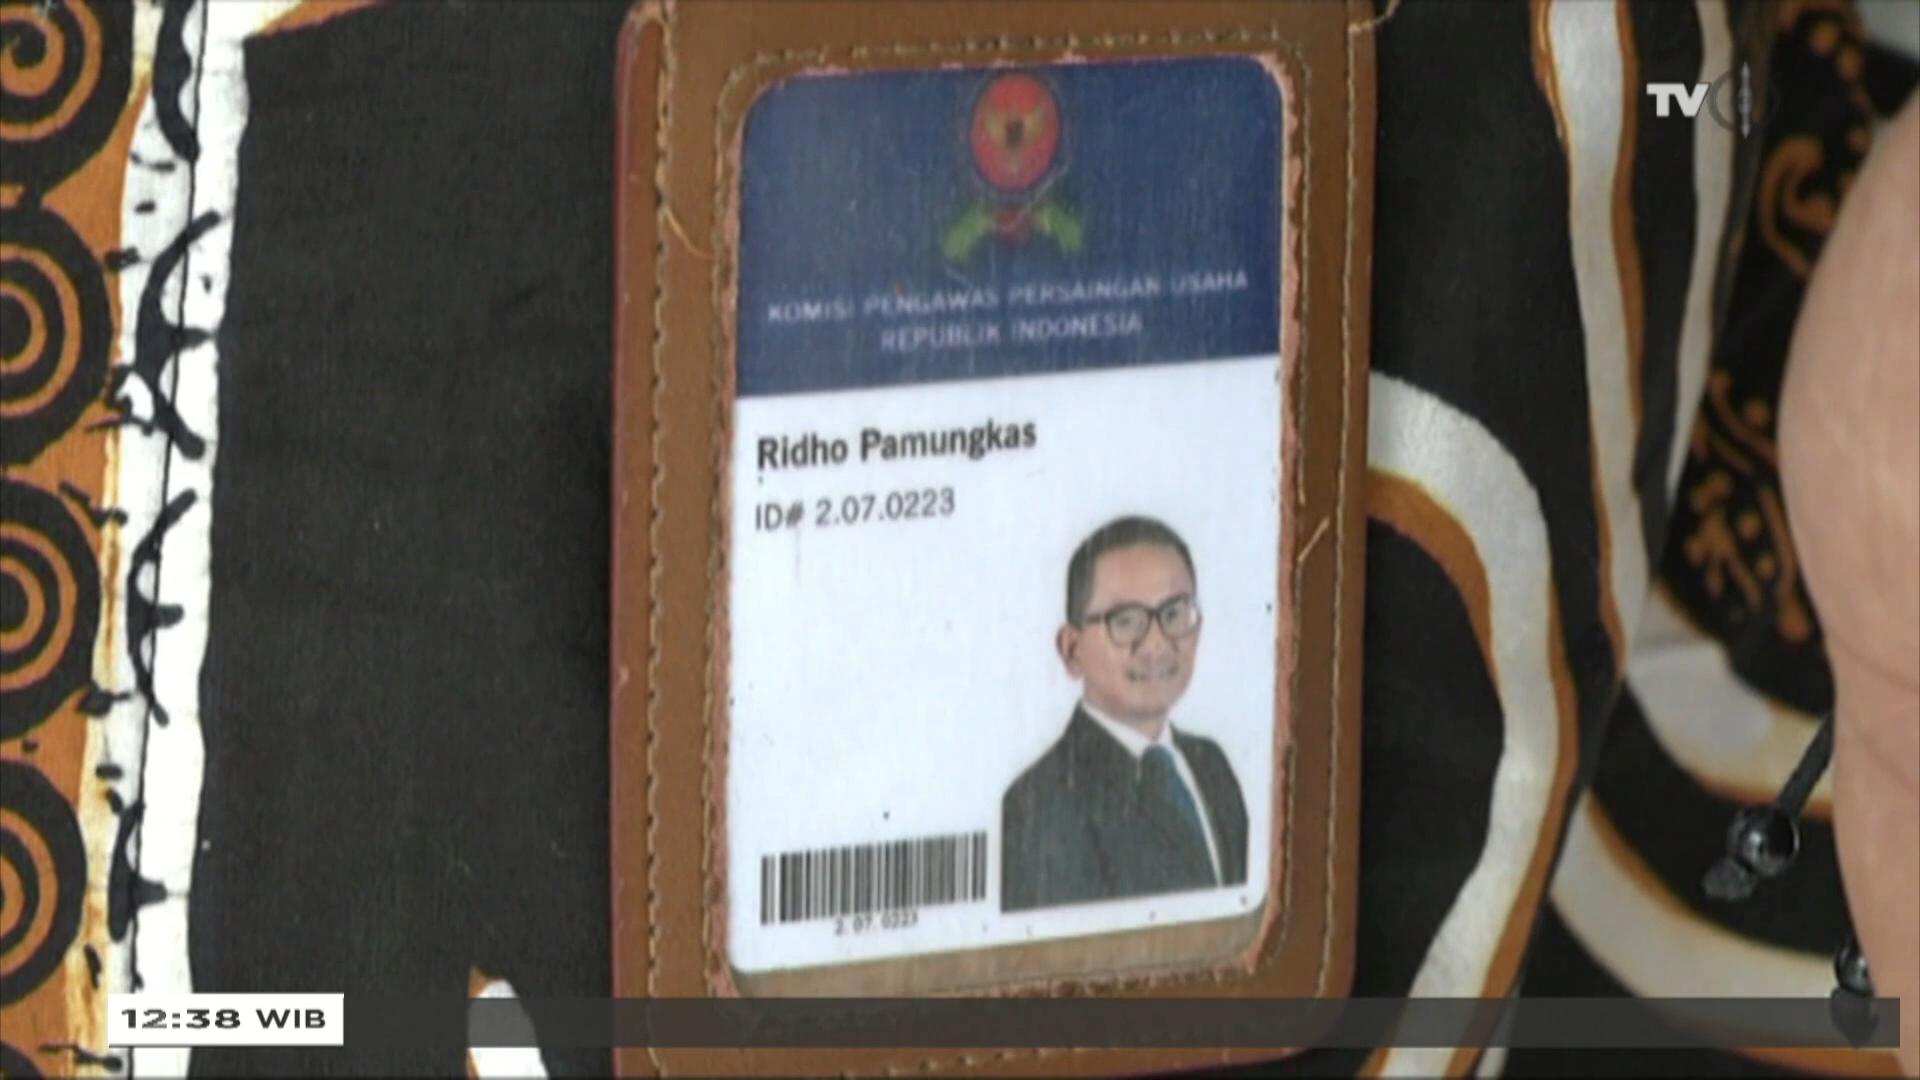 TV
KOMISI PENGAWAS PERSAINGAN USAHA
REPUBLIK INDONESIA
Ridho Pamungkas
ID# 2.07.0223
2.07.0223
12:38 WIB